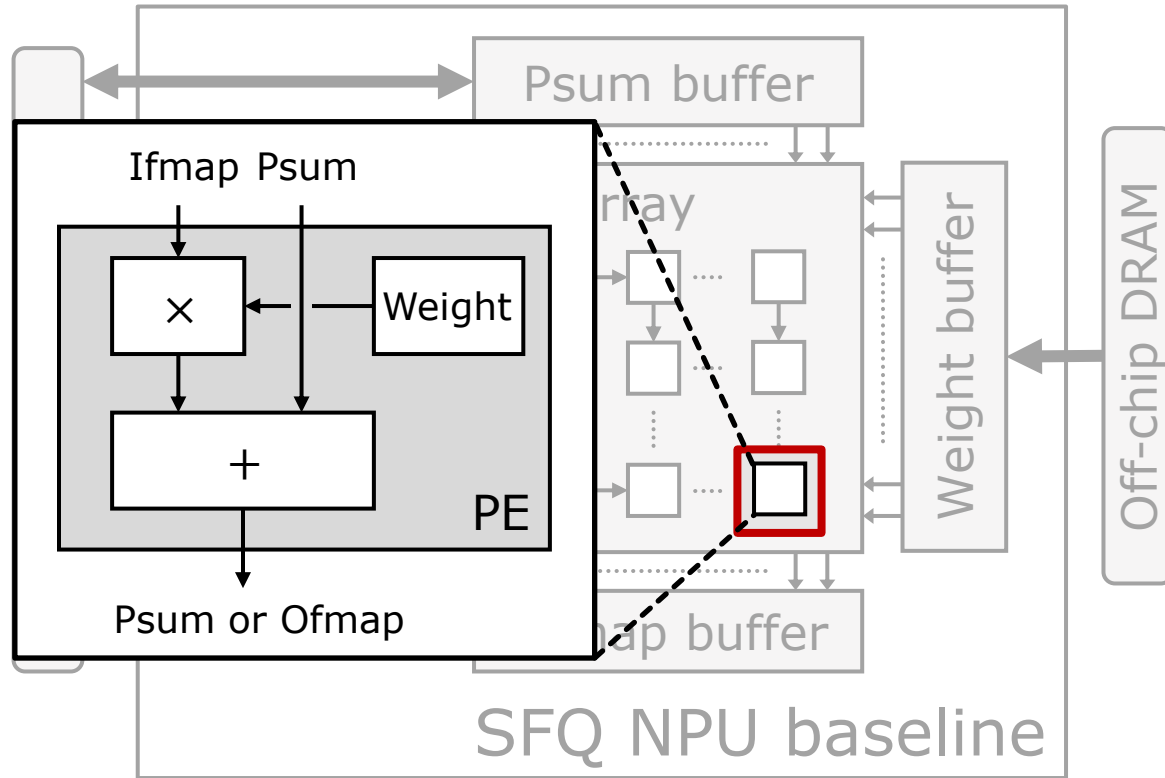 Psum buffer
Ifmap Psum
rray
×
Weight
+
PE
Psum or Ofmap
map buffer
Weight buffer
Off-chip DRAM
SFQ NPU baseline